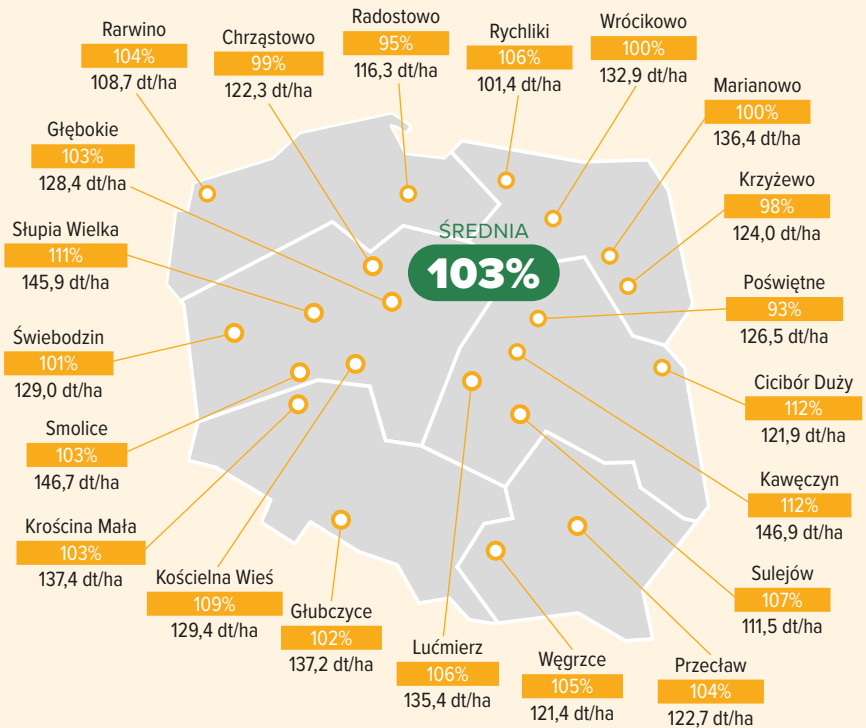 Rarwino
104%
108,7 dt/ha
Chrząstowo
99%
122,3 dt/ha
Radostowo
95%
116,3 dt/ha
Rychliki
106%
101,4 dt/ha
Wrócikowo
100%
132,9 dt/ha
Marianowo
100%
136,4 dt/ha
Głębokie
103%
128,4 dt/ha
Krzyżewo
98%
124,0 dt/ha
Słupia Wielka
111%
145,9 dt/ha
ŚREDNIA
103%
Poświętne
93%
126,5 dt/ha
Świebodzin
101%
129,0 dt/ha
Cicibór Duży
112%
121,9 dt/ha
Smolice
103%
146,7 dt/ha
Kawęczyn
112%
146,9 dt/ha
Krościna Mała
103%
137,4 dt/ha
Kościelna Wieś
109%
129,4 dt/ha
Sulejów
107%
111,5 dt/ha
Głubczyce
102%
137,2 dt/ha
Lućmierz
106%
135,4 dt/ha
Węgrzce
105%
121,4 dt/ha
Przecław
104%
122,7 dt/ha